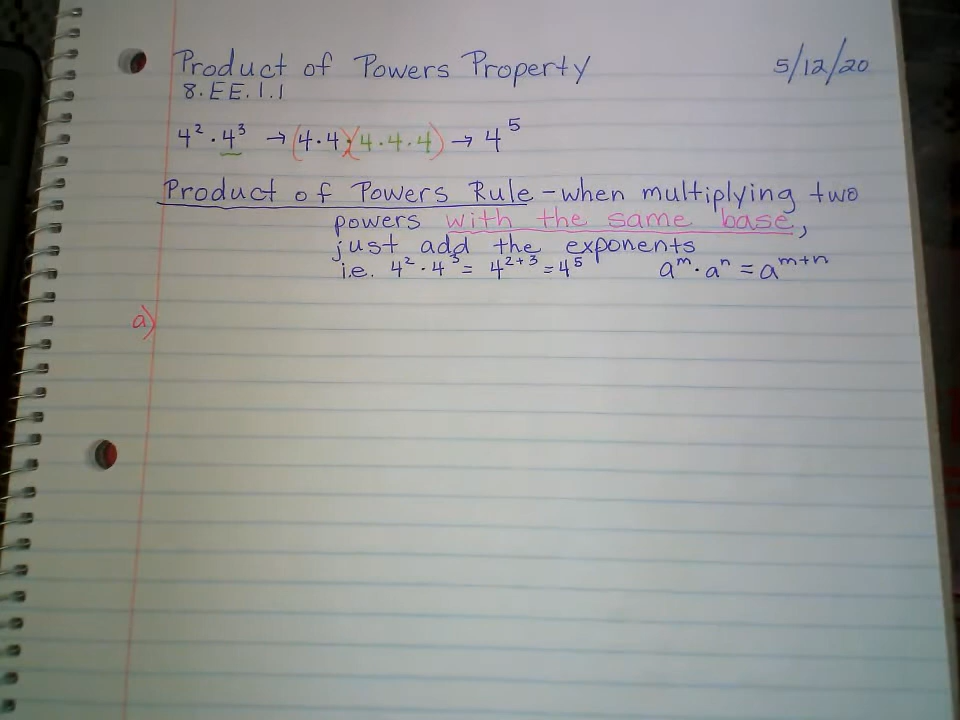 Product of Powers Property 5/12/20
8.EE.1.1
4² · 4³ → (4·4)·(4·4·4) → 4⁵
Product of Powers Rule – when multiplying two
powers with the same base,
just add the exponents
i.e. 4² · 4³ = 4²⁺³ = 4⁵ aᵐ · aⁿ = aᵐ⁺ⁿ
a)